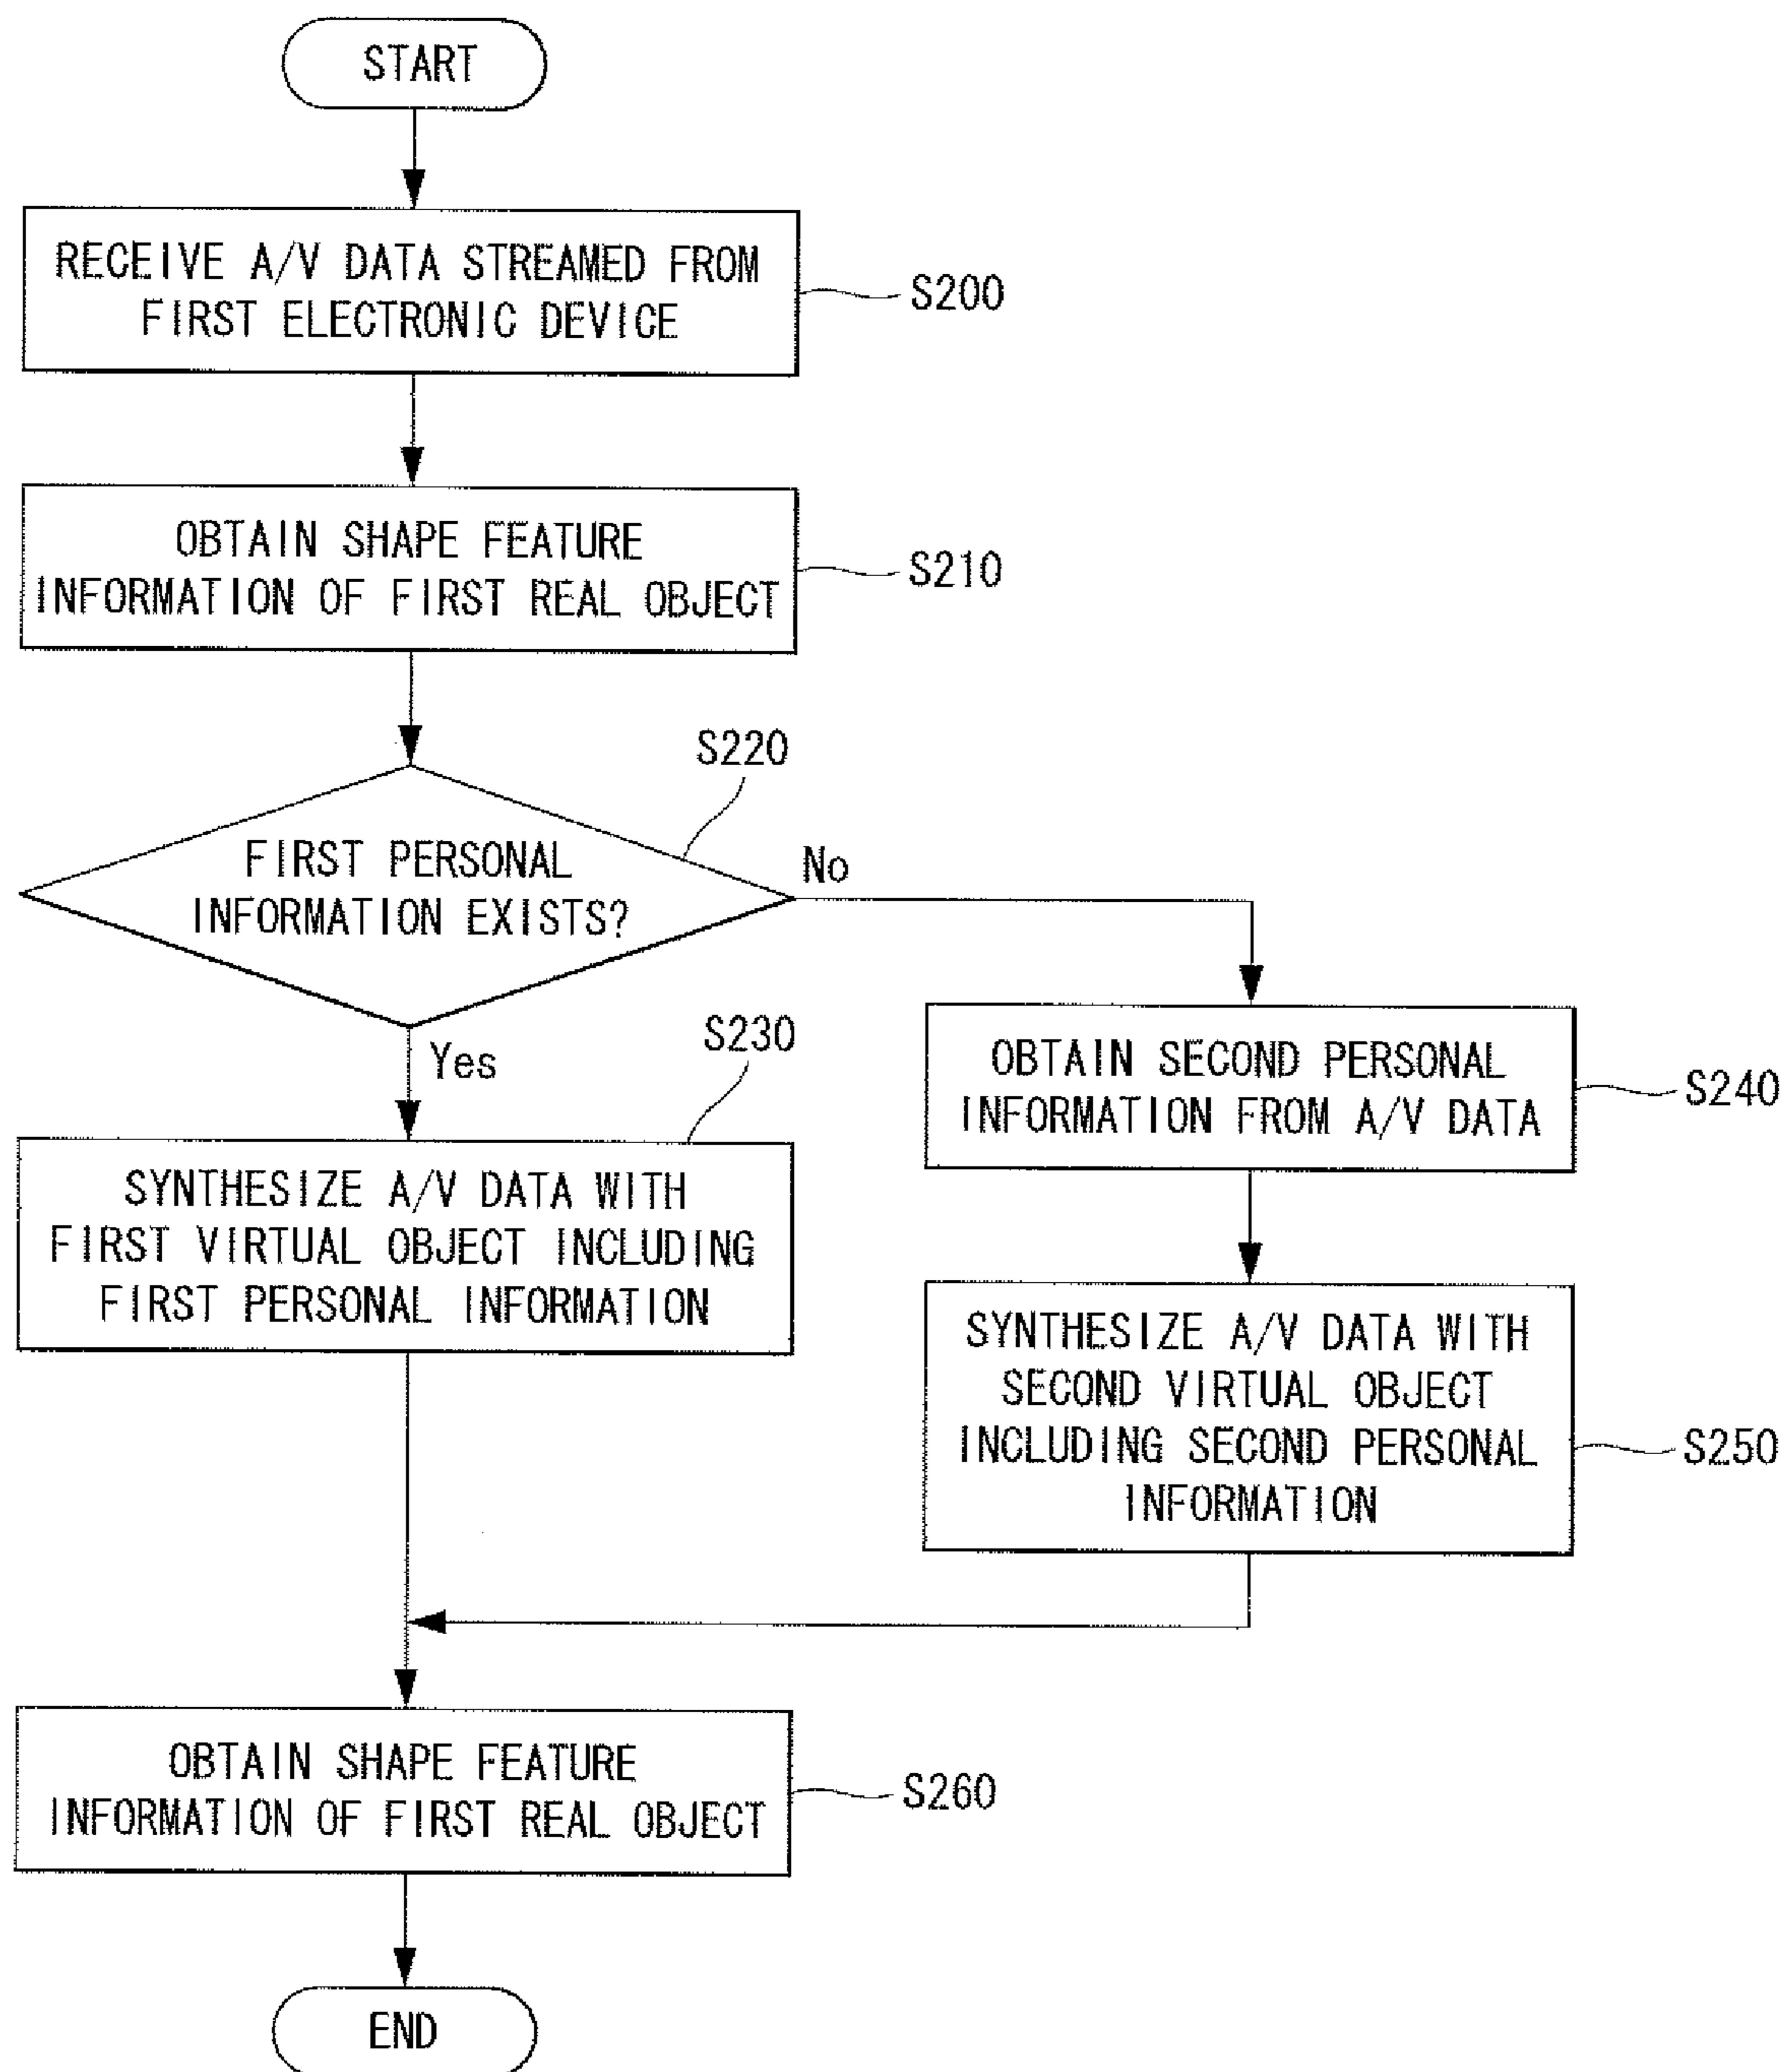 START
RECEIVE A/V DATA STREAMED FROM
FIRST ELECTRONIC DEVICE
S200
OBTAIN SHAPE FEATURE
INFORMATION OF FIRST REAL OBJECT
S210
S220
FIRST PERSONAL
INFORMATION EXISTS?
No
Yes
S230
SYNTHESIZE A/V DATA WITH
FIRST VIRTUAL OBJECT INCLUDING
FIRST PERSONAL INFORMATION
OBTAIN SECOND PERSONAL
INFORMATION FROM A/V DATA
S240
SYNTHESIZE A/V DATA WITH
SECOND VIRTUAL OBJECT
INCLUDING SECOND PERSONAL
INFORMATION
S250
OBTAIN SHAPE FEATURE
INFORMATION OF FIRST REAL OBJECT
S260
END